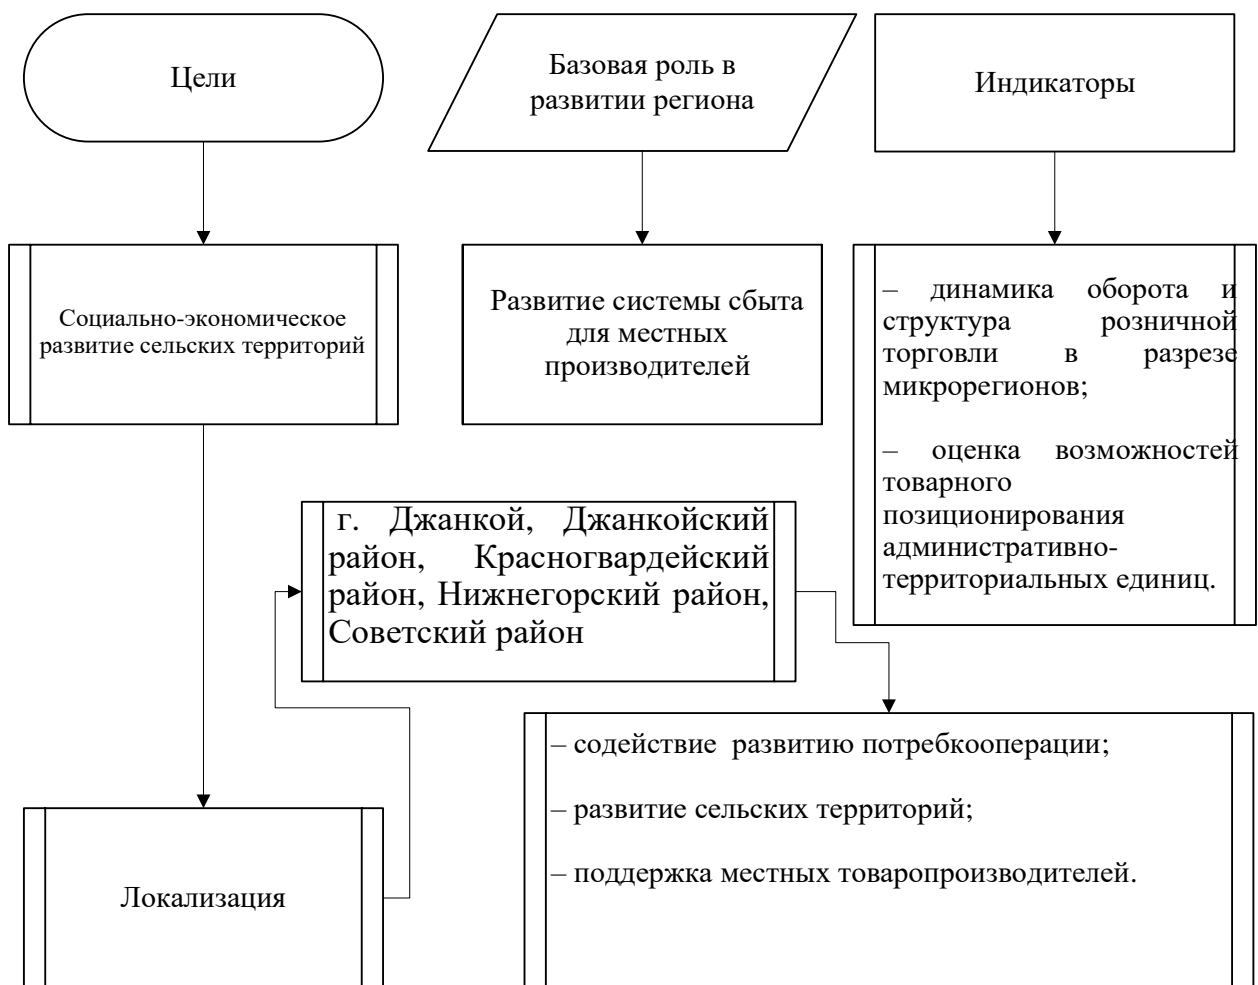 Цели
Базовая роль в
развитии региона
Индикаторы
Социально-экономическое
развитие сельских территорий
Развитие системы сбыта
для местных
производителей
– динамика оборота и
структура розничной
торговли в разрезе
микрорегионов;
– оценка возможностей
товарного
позиционирования
административно-
территориальных единиц.
г. Джанкой, Джанкойский
район, Красногвардейский
район, Нижнегорский район,
Советский район
– содействие развитию потребкооперации;
– развитие сельских территорий;
– поддержка местных товаропроизводителей.
Локализация